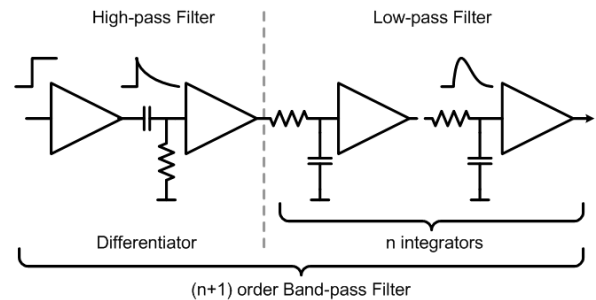 High-pass Filter
Low-pass Filter
Differentiator
n integrators
(n+1) order Band-pass Filter